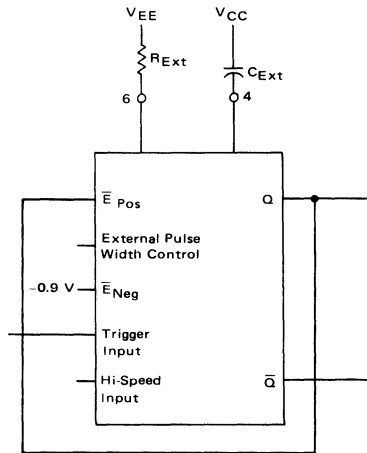 VEE
VCC
RExt
CExt
6
4
E̅ Pos
Q
External Pulse
Width Control
−0.9 V
E̅Neg
Trigger
Input
Hi-Speed
Input
Q̅